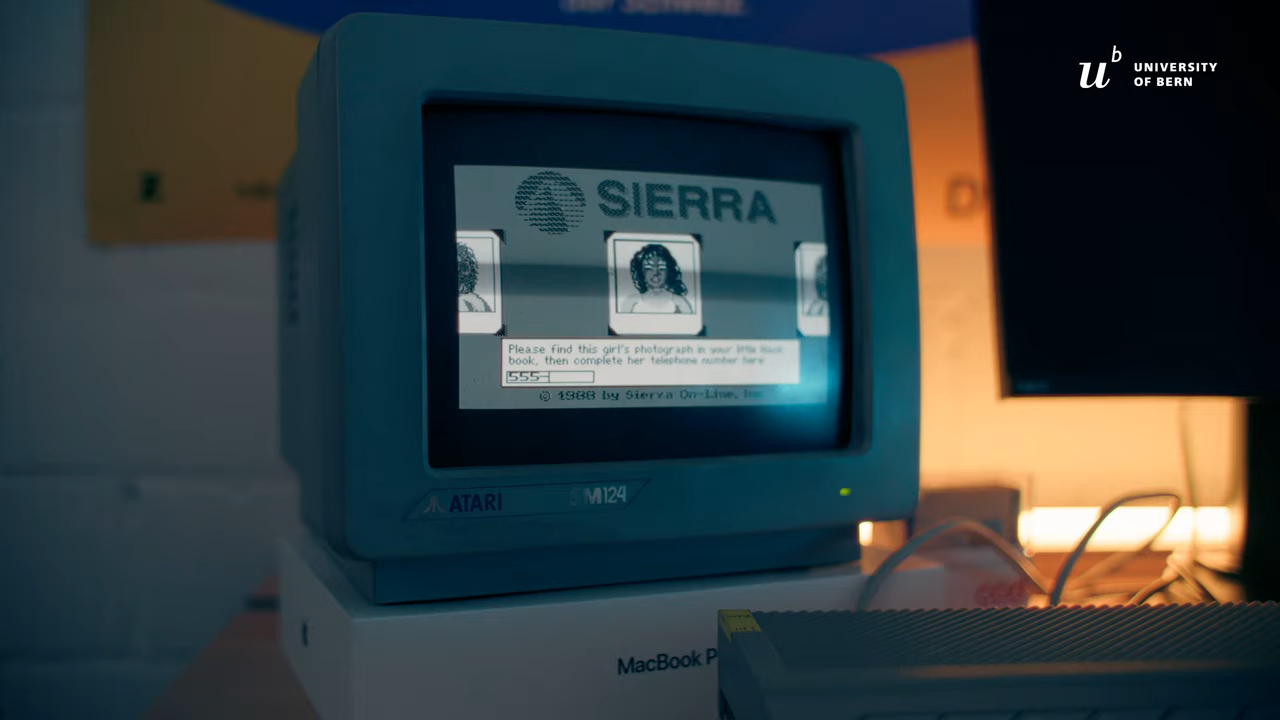 u^b UNIVERSITY
OF BERN
SIERRA
Please find this girl's photograph in your little black
book, then complete her telephone number here
555-
© 1988 by Sierra On-Line, Inc.
ATARI SM124
MacBook P